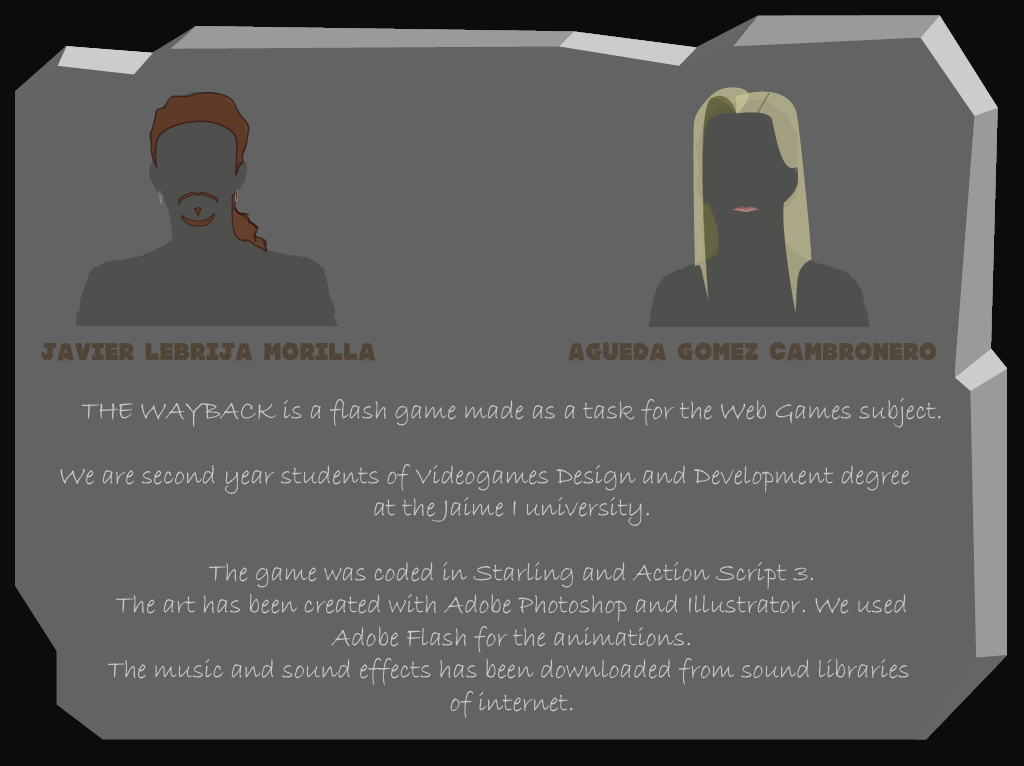 JAVIER LEBRIJA MORILLA
AGUEDA GOMEZ CAMBRONERO
THE WAYBACK is a flash game made as a task for the Web Games subject.
We are second year students of Videogames Design and Development degree
at the Jaime I university.
The game was coded in Starling and Action Script 3.
The art has been created with Adobe Photoshop and Illustrator. We used
Adobe Flash for the animations.
The music and sound effects has been downloaded from sound libraries
of internet.